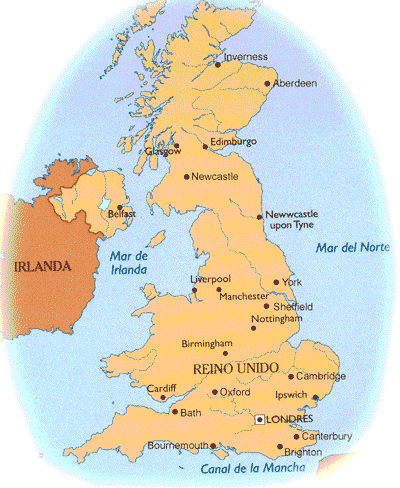 Inverness
Aberdeen
Glasgow
Edimburgo
Newcastle
Belfast
Newwcastle
upon Tyne
Mar de
Irlanda
Mar del Norte
IRLANDA
Liverpool
Manchester
York
Sheffield
Nottingham
Birmingham
REINO UNIDO
Cambridge
Cardiff
Oxford
Ipswich
Bath
LONDRES
Canterbury
Bournemouth
Brighton
Canal de la Mancha